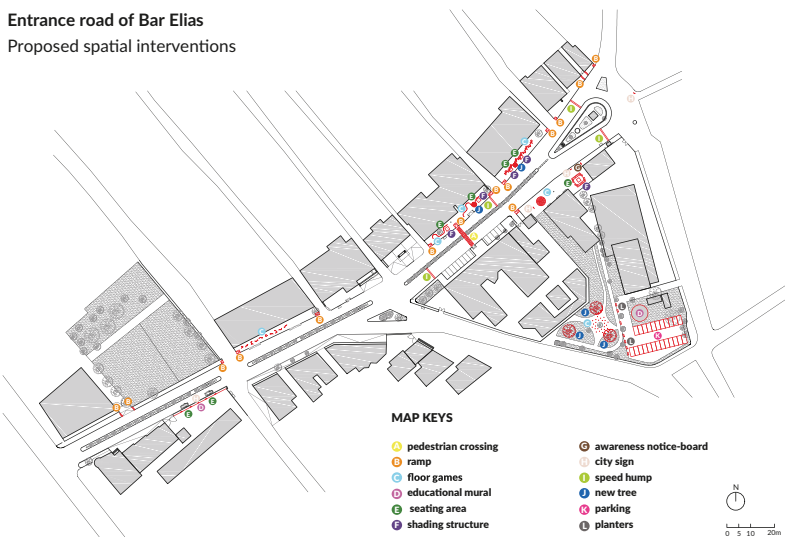 Entrance road of Bar Elias
Proposed spatial interventions
MAP KEYS
A pedestrian crossing
B ramp
C floor games
D educational mural
E seating area
F shading structure
G awareness notice-board
H city sign
I speed hump
J new tree
K parking
L planters
N
0 5 10 20m